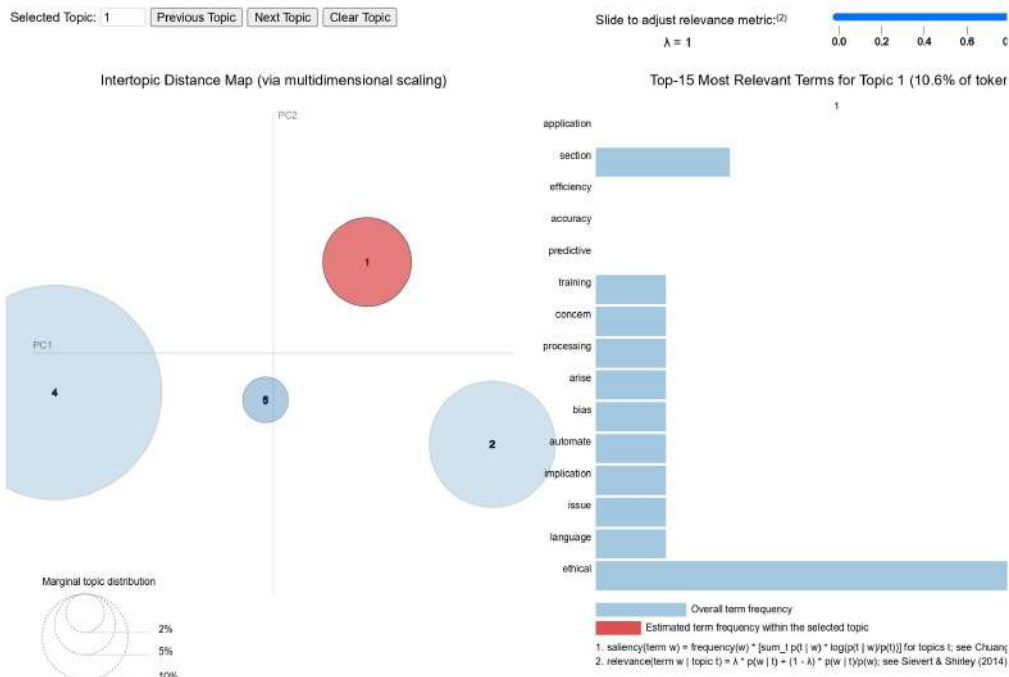 Selected Topic: 1 Previous Topic Next Topic Clear Topic
Slide to adjust relevance metric:(2)
λ = 1
0.0 0.2 0.4 0.6
Intertopic Distance Map (via multidimensional scaling)
PC2
PC1
1
4
2
Marginal topic distribution
2%
5%
10%
Top-15 Most Relevant Terms for Topic 1 (10.6% of token
1
application
section
efficiency
accuracy
predictive
training
concern
processing
arise
bias
automate
implication
issue
language
ethical
Overall term frequency
Estimated term frequency within the selected topic
1. saliency(term w) = frequency(w) * [sum_t p(t | w) * log(p(t | w)/p(t))] for topics t; see Chuang
2. relevance(term w | topic t) = λ * p(w | t) + (1 - λ) * p(w | t)/p(w); see Sievert & Shirley (2014)